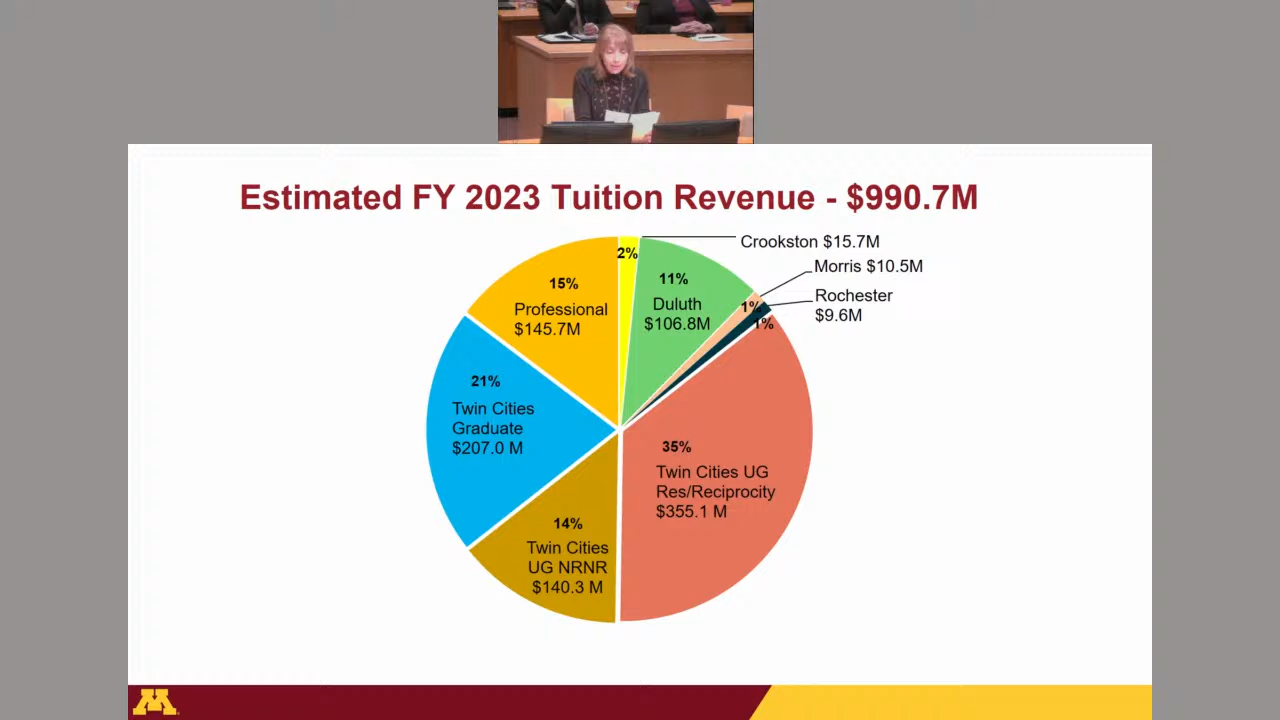 Estimated FY 2023 Tuition Revenue - $990.7M
Crookston $15.7M
2%
Morris $10.5M
11%
Duluth
$106.8M
1%
Rochester
$9.6M
1%
15%
Professional
$145.7M
21%
Twin Cities
Graduate
$207.0 M
35%
Twin Cities UG
Res/Reciprocity
$355.1 M
14%
Twin Cities
UG NRNR
$140.3 M
M